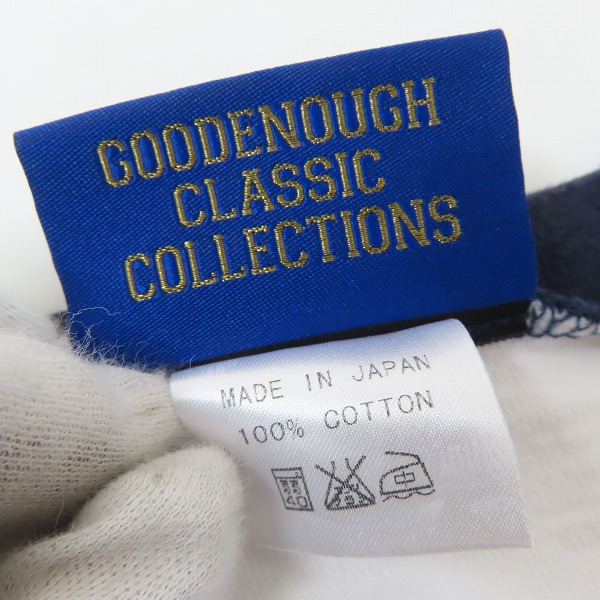 GOODENOUGH
CLASSIC
COLLECTIONS
MADE IN JAPAN
100% COTTON